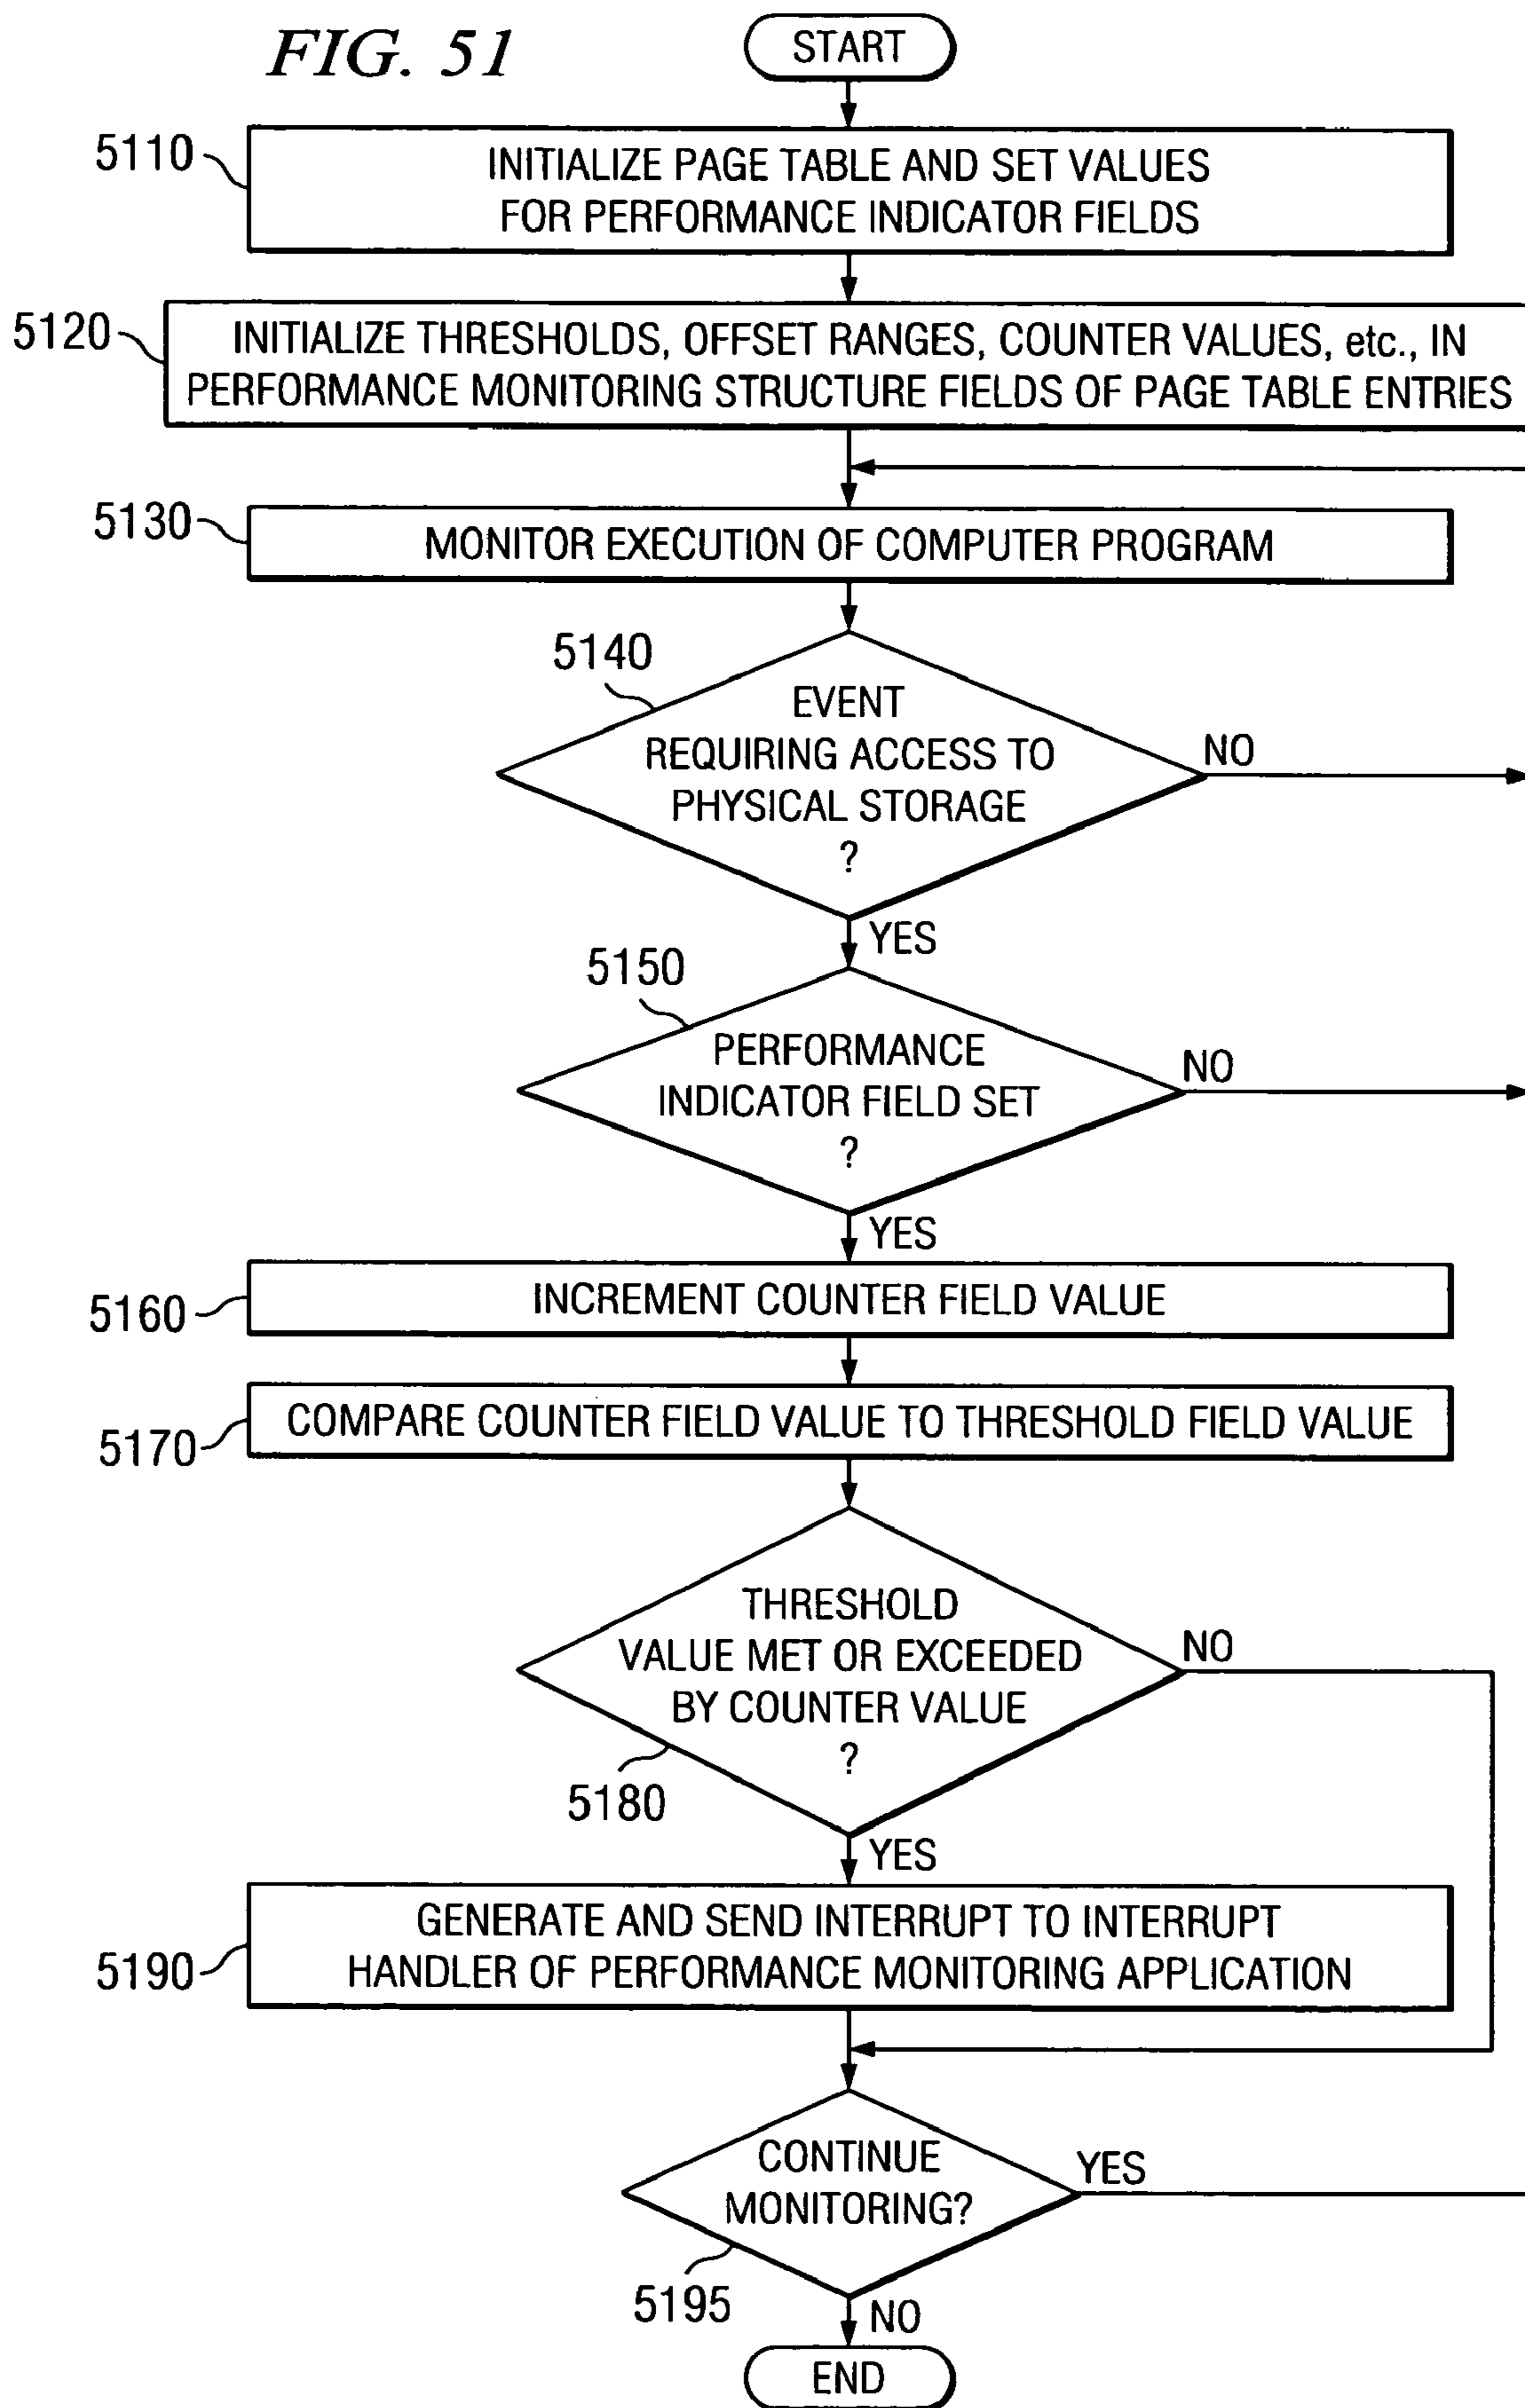 FIG. 51
START
5110
INITIALIZE PAGE TABLE AND SET VALUES
FOR PERFORMANCE INDICATOR FIELDS
5120
INITIALIZE THRESHOLDS, OFFSET RANGES, COUNTER VALUES, etc., IN
PERFORMANCE MONITORING STRUCTURE FIELDS OF PAGE TABLE ENTRIES
5130
MONITOR EXECUTION OF COMPUTER PROGRAM
5140
EVENT
REQUIRING ACCESS TO
PHYSICAL STORAGE
?
NO
YES
5150
PERFORMANCE
INDICATOR FIELD SET
?
NO
YES
5160
INCREMENT COUNTER FIELD VALUE
5170
COMPARE COUNTER FIELD VALUE TO THRESHOLD FIELD VALUE
THRESHOLD
VALUE MET OR EXCEEDED
BY COUNTER VALUE
?
NO
5180
YES
5190
GENERATE AND SEND INTERRUPT TO INTERRUPT
HANDLER OF PERFORMANCE MONITORING APPLICATION
CONTINUE
MONITORING?
YES
5195
NO
END